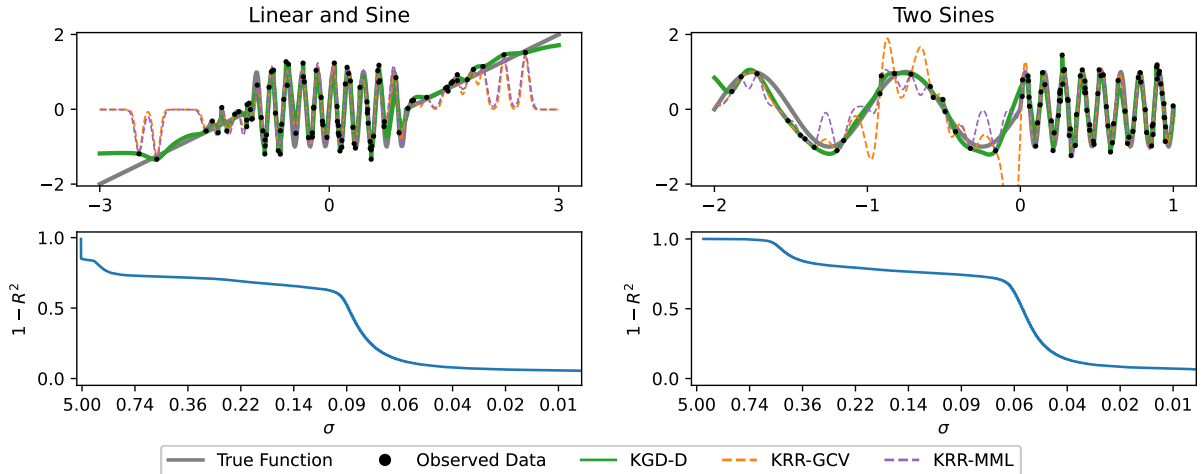 Linear and Sine
2
0
−2
−3 0 3
1.0
0.5
0.0
1 − R²
5.00 0.74 0.36 0.22 0.14 0.09 0.06 0.04 0.02 0.01
σ
Two Sines
2
0
−2
−2 −1 0 1
1.0
0.5
0.0
1 − R²
5.00 0.74 0.36 0.22 0.14 0.09 0.06 0.04 0.02 0.01
σ
True Function Observed Data KGD-D KRR-GCV KRR-MML